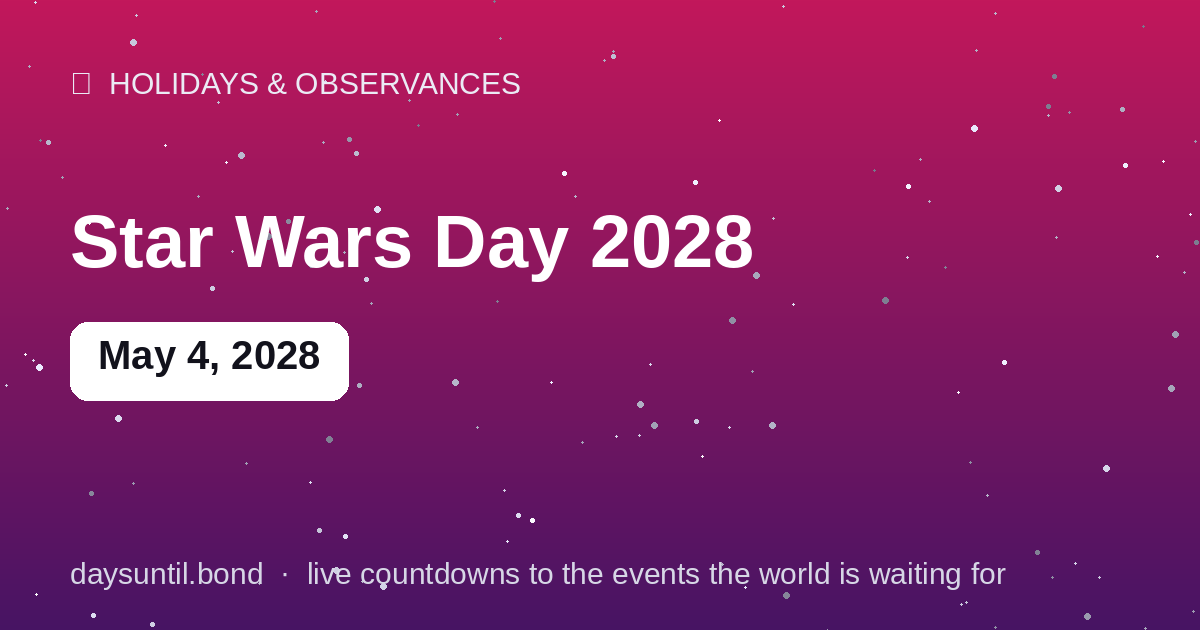 HOLIDAYS & OBSERVANCES
Star Wars Day 2028
May 4, 2028
daysuntil.bond · live countdowns to the events the world is waiting for